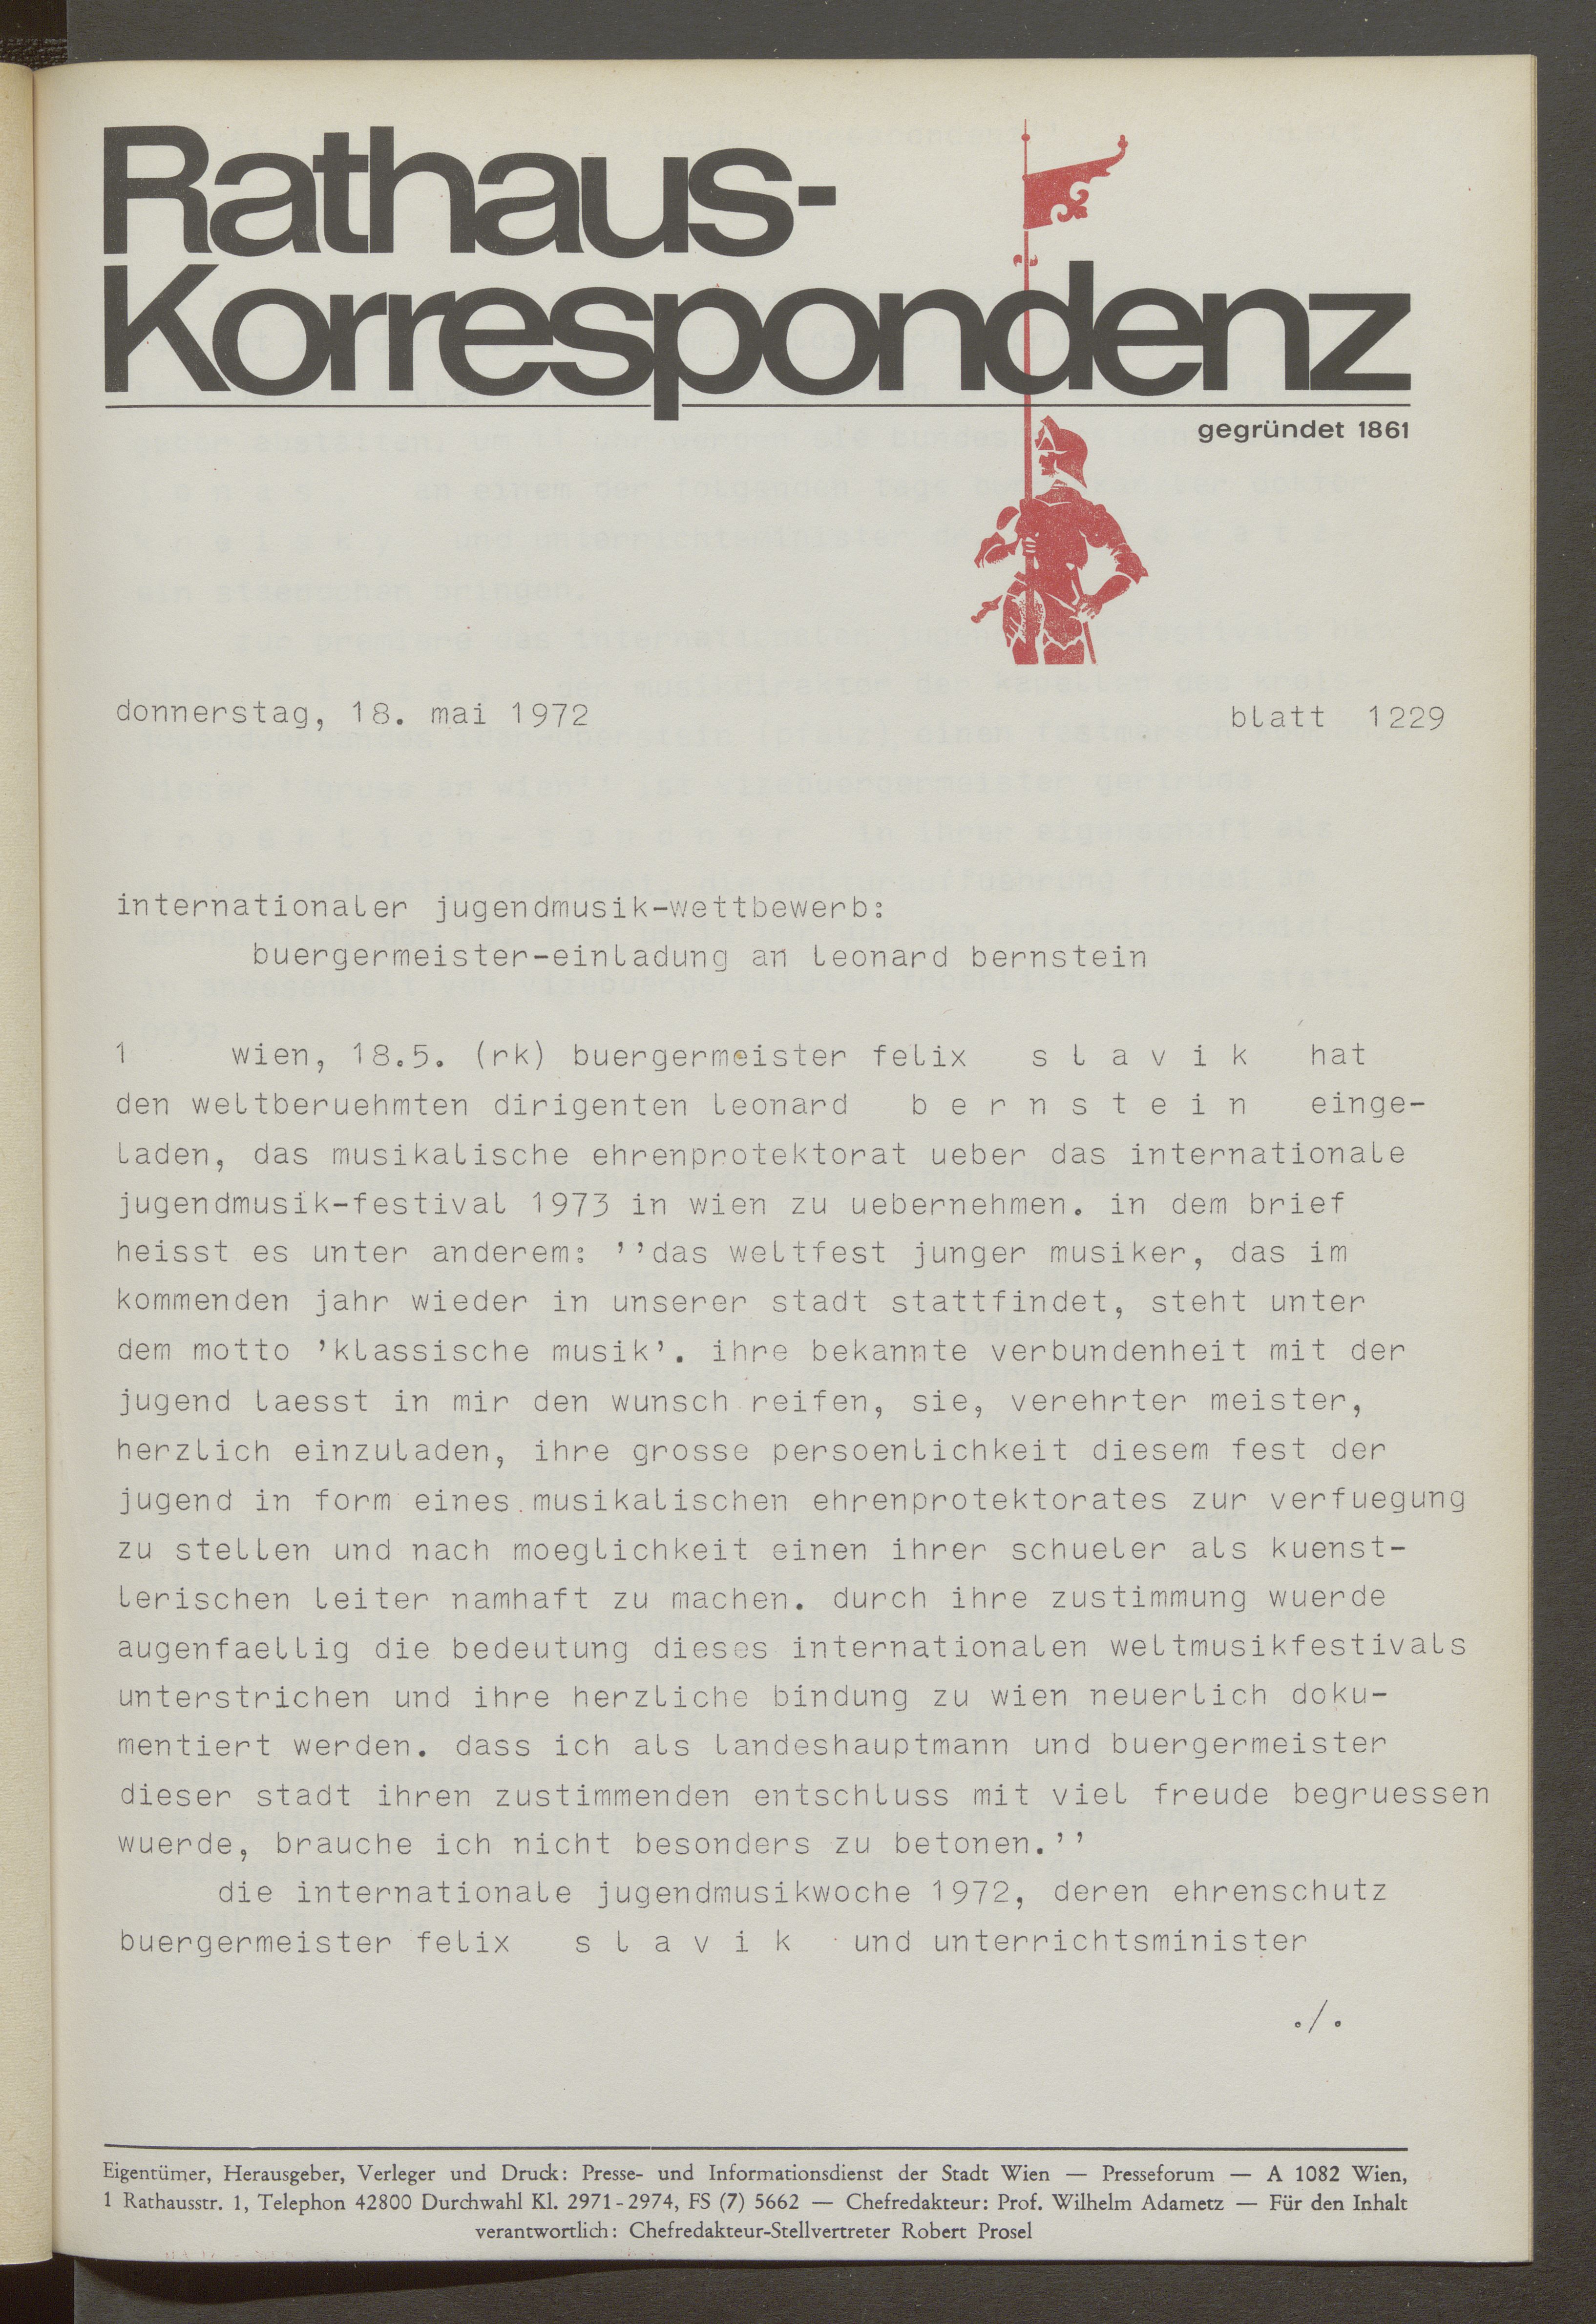 Rathaus-
Korrespondenz
gegründet 1861
donnerstag, 18. mai 1972 blatt 1229
internationaler jugendmusik-wettbewerb:
buergermeister-einladung an leonard bernstein
1 wien, 18.5. (rk) buergermeister felix s l a v i k hat
den weltberuehmten dirigenten leonard b e r n s t e i n einge-
laden, das musikalische ehrenprotektorat ueber das internationale
jugendmusik-festival 1973 in wien zu uebernehmen. in dem brief
heisst es unter anderem: ''das weltfest junger musiker, das im
kommenden jahr wieder in unserer stadt stattfindet, steht unter
dem motto 'klassische musik'. ihre bekannte verbundenheit mit der
jugend laesst in mir den wunsch reifen, sie, verehrter meister,
herzlich einzuladen, ihre grosse persoenlichkeit diesem fest der
jugend in form eines musikalischen ehrenprotektorates zur verfuegung
zu stellen und nach moeglichkeit einen ihrer schueler als kuenst-
lerischen leiter namhaft zu machen. durch ihre zustimmung wuerde
augenfaellig die bedeutung dieses internationalen weltmusikfestivals
unterstrichen und ihre herzliche bindung zu wien neuerlich doku-
mentiert werden. dass ich als landeshauptmann und buergermeister
dieser stadt ihren zustimmenden entschluss mit viel freude begruessen
wuerde, brauche ich nicht besonders zu betonen.''
die internationale jugendmusikwoche 1972, deren ehrenschutz
buergermeister felix s l a v i k und unterrichtsminister
./.
Eigentümer, Herausgeber, Verleger und Druck: Presse- und Informationsdienst der Stadt Wien — Presseforum — A 1082 Wien,
1 Rathausstr. 1, Telephon 42800 Durchwahl Kl. 2971-2974, FS (7) 5662 — Chefredakteur: Prof. Wilhelm Adametz — Für den Inhalt
verantwortlich: Chefredakteur-Stellvertreter Robert Prosel